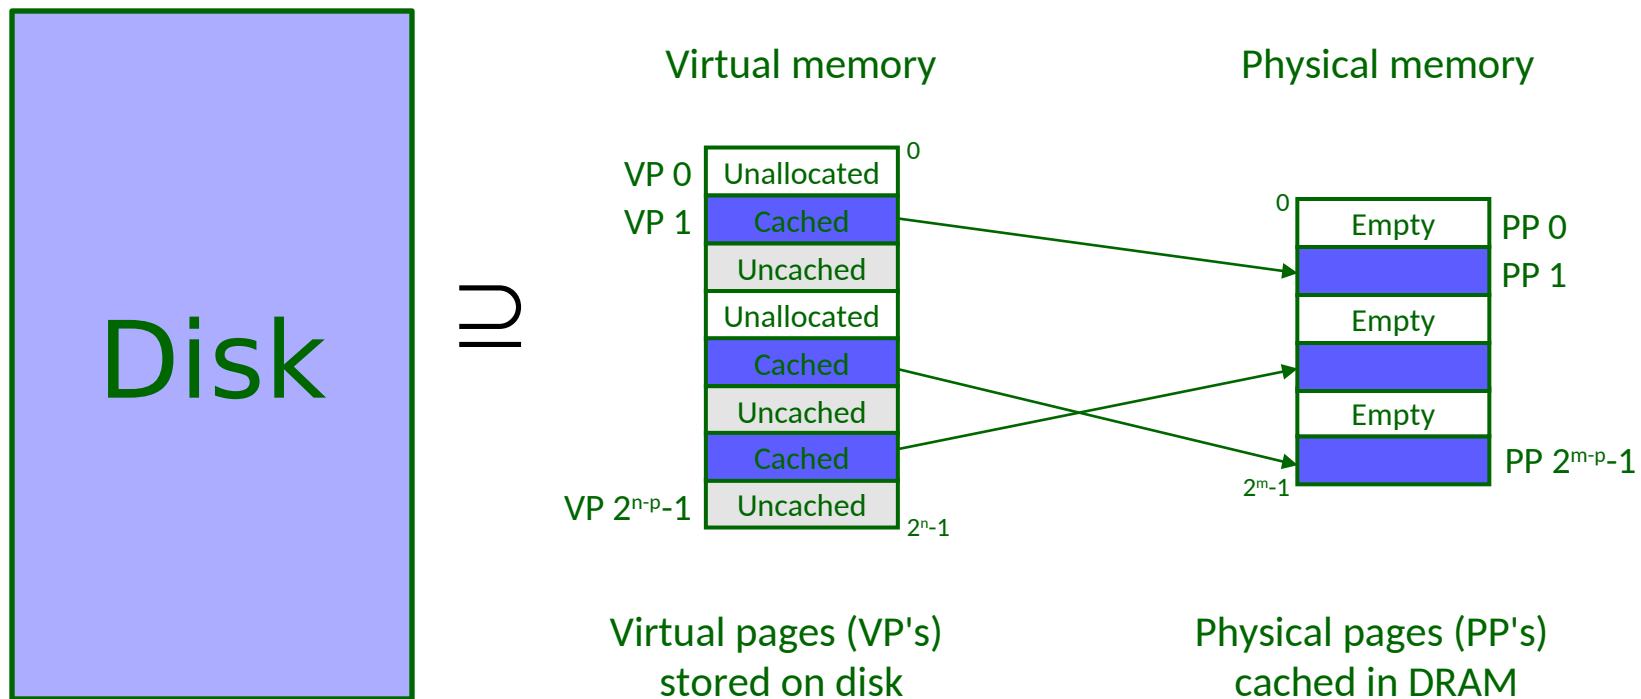 Disk
⊇
Virtual memory
0
VP 0 Unallocated
VP 1 Cached
Uncached
Unallocated
Cached
Uncached
Cached
VP 2ⁿ⁻ᵖ-1 Uncached
2ⁿ-1
Virtual pages (VP's)
stored on disk
Physical memory
0
Empty PP 0
PP 1
Empty
Empty
PP 2ᵐ⁻ᵖ-1
2ᵐ-1
Physical pages (PP's)
cached in DRAM